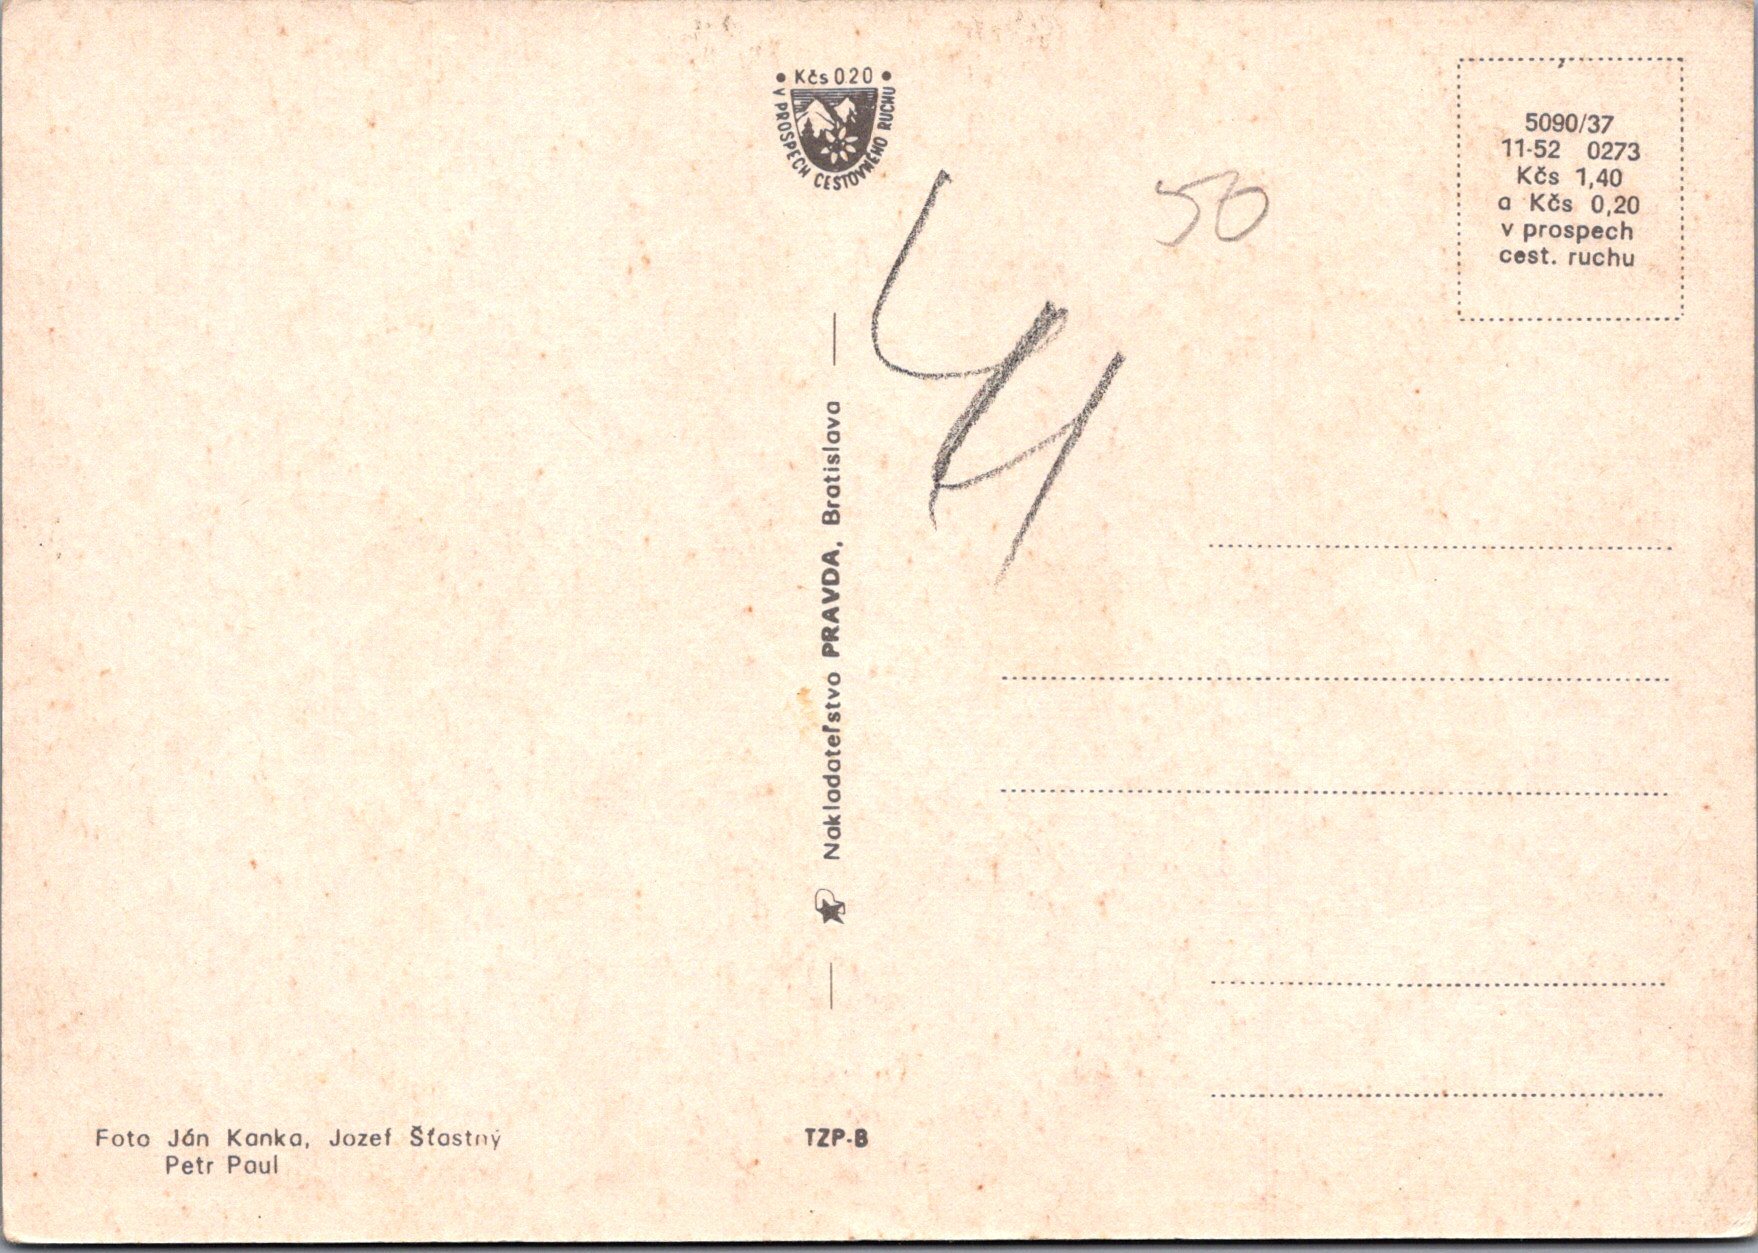 Kčs 0.20
V PROSPECH CESTOVNÉHO RUCHU
5090/37
11-52 0273
Kčs 1,40
a Kčs 0,20
v prospech
cest. ruchu
50
44
Nakladateľstvo PRAVDA, Bratislava
Foto Ján Kanka, Jozef Šťastný
Petr Paul
TZP-B